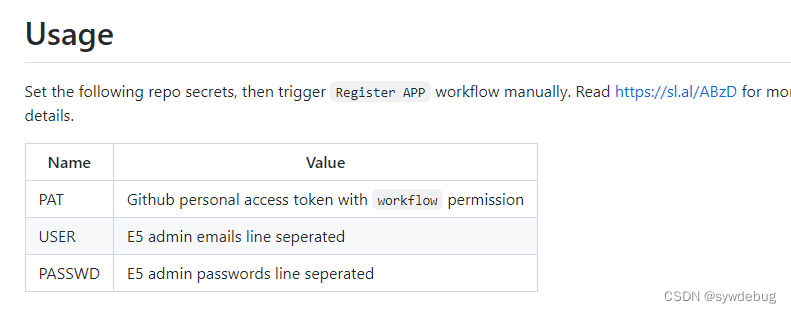 Usage
Set the following repo secrets, then trigger Register APP workflow manually. Read https://sl.al/ABzD for mor
details.
Name Value
PAT Github personal access token with workflow permission
USER E5 admin emails line seperated
PASSWD E5 admin passwords line seperated
CSDN @sywdebug